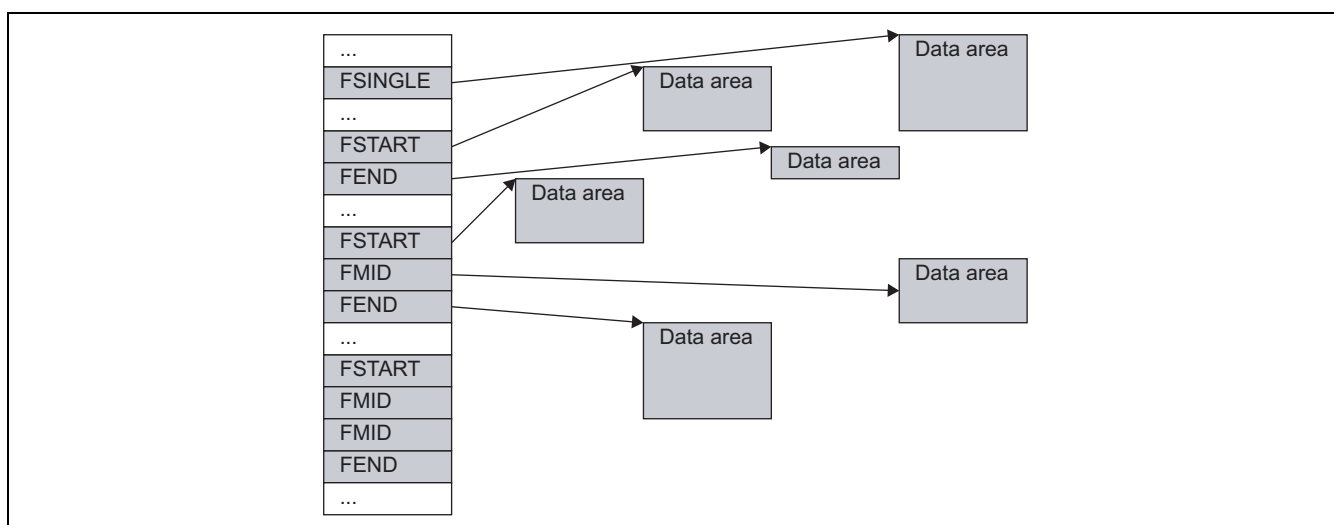 ...
FSINGLE
...
FSTART
FEND
...
FSTART
FMID
FEND
...
FSTART
FMID
FMID
FEND
...
Data area
Data area
Data area
Data area
Data area
Data area